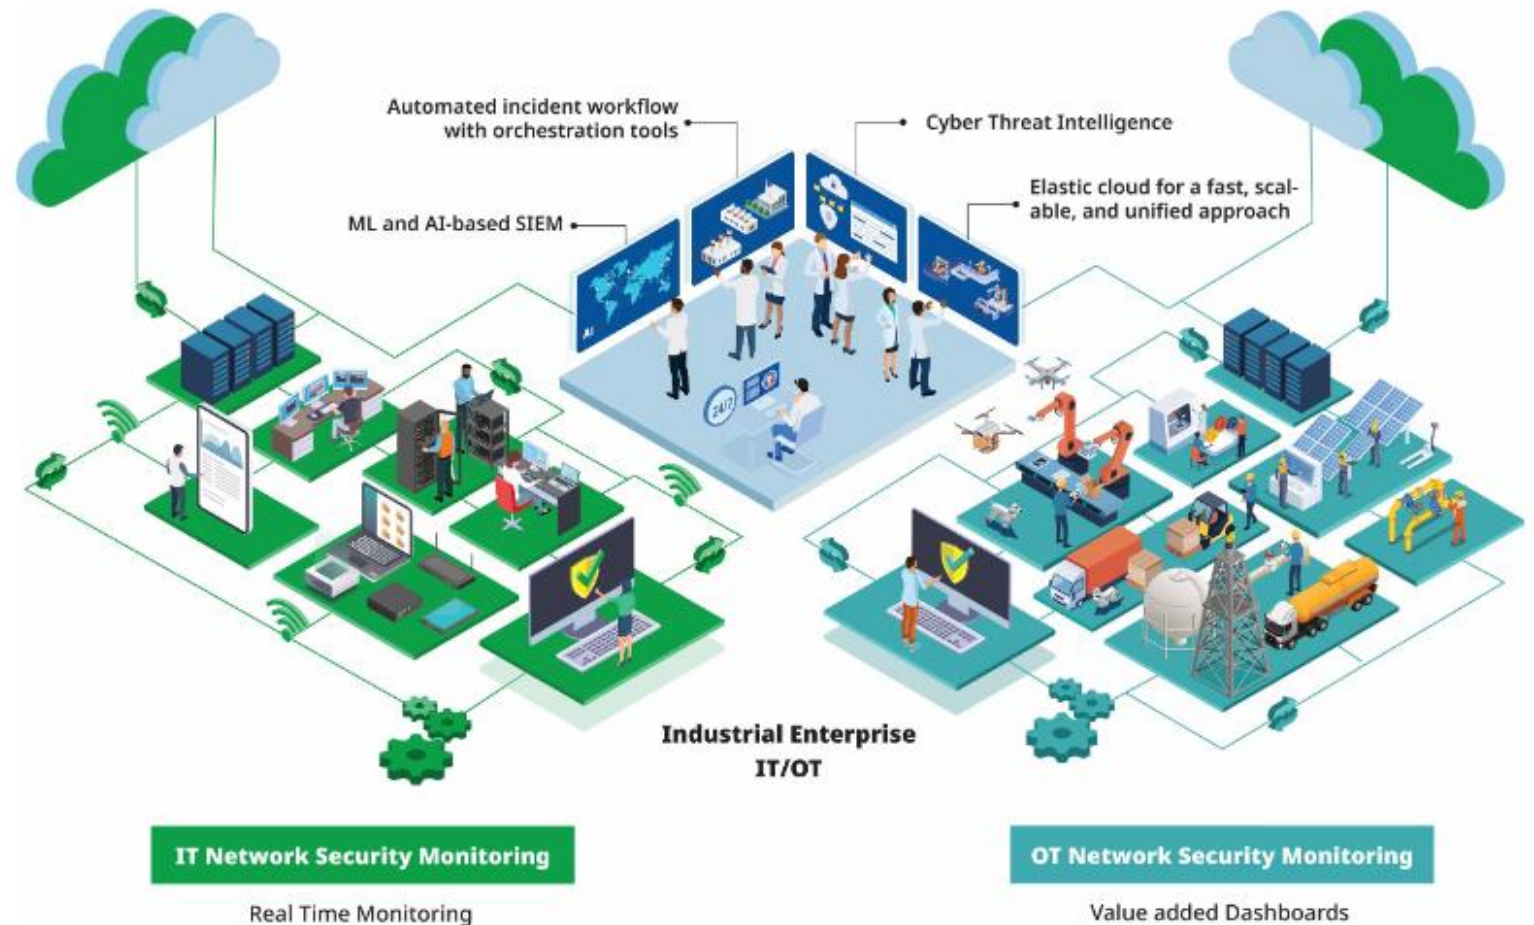 Automated incident workflow
with orchestration tools
Cyber Threat Intelligence
Elastic cloud for a fast, scal-
able, and unified approach
ML and AI-based SIEM
AI
24/7
Industrial Enterprise
IT/OT
IT Network Security Monitoring
OT Network Security Monitoring
Real Time Monitoring
Value added Dashboards